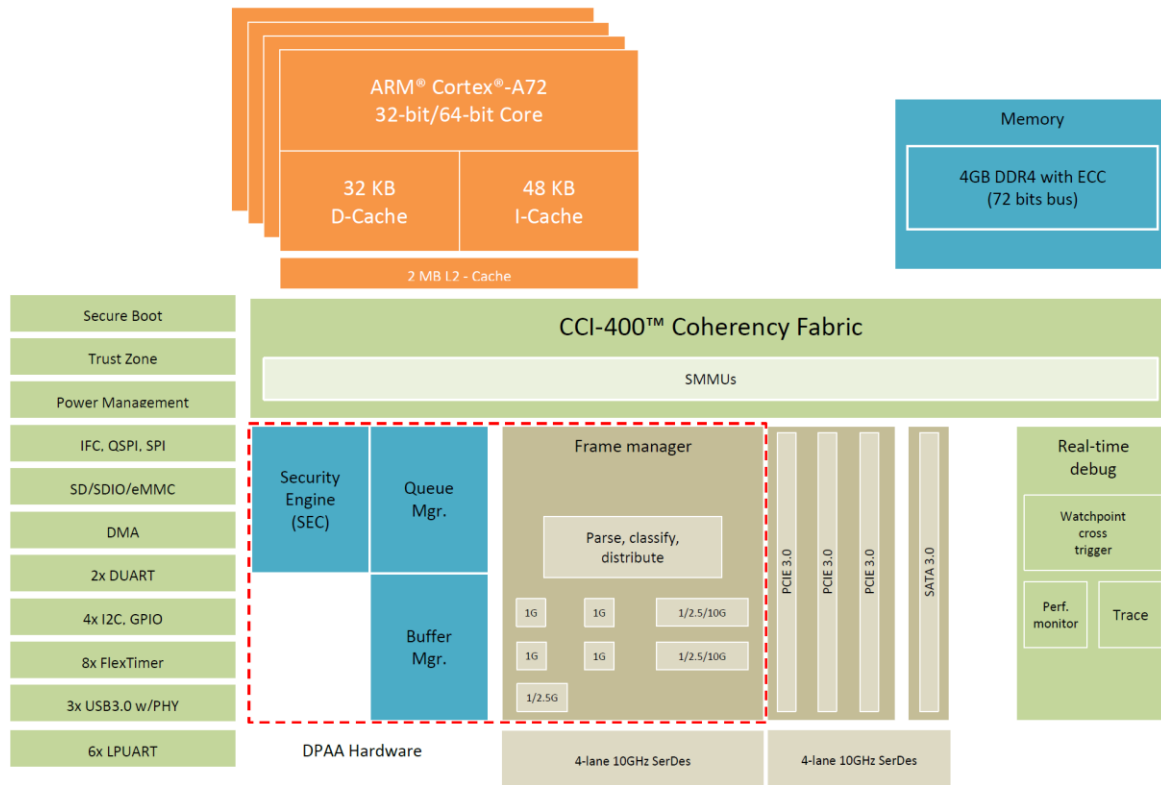 ARM® Cortex®-A72
32-bit/64-bit Core
32 KB
D-Cache
48 KB
I-Cache
2 MB L2 - Cache
Memory
4GB DDR4 with ECC
(72 bits bus)
Secure Boot
Trust Zone
Power Management
IFC, QSPI, SPI
SD/SDIO/eMMC
DMA
2x DUART
4x I2C, GPIO
8x FlexTimer
3x USB3.0 w/PHY
6x LPUART
CCI-400™ Coherency Fabric
SMMUs
Security
Engine
(SEC)
Queue
Mgr.
Buffer
Mgr.
Frame manager
Parse, classify,
distribute
1G
1G
1/2.5/10G
1G
1G
1/2.5/10G
1/2.5G
PCIE 3.0
PCIE 3.0
PCIE 3.0
SATA 3.0
Real-time
debug
Watchpoint
cross
trigger
Perf.
monitor
Trace
DPAA Hardware
4-lane 10GHz SerDes
4-lane 10GHz SerDes